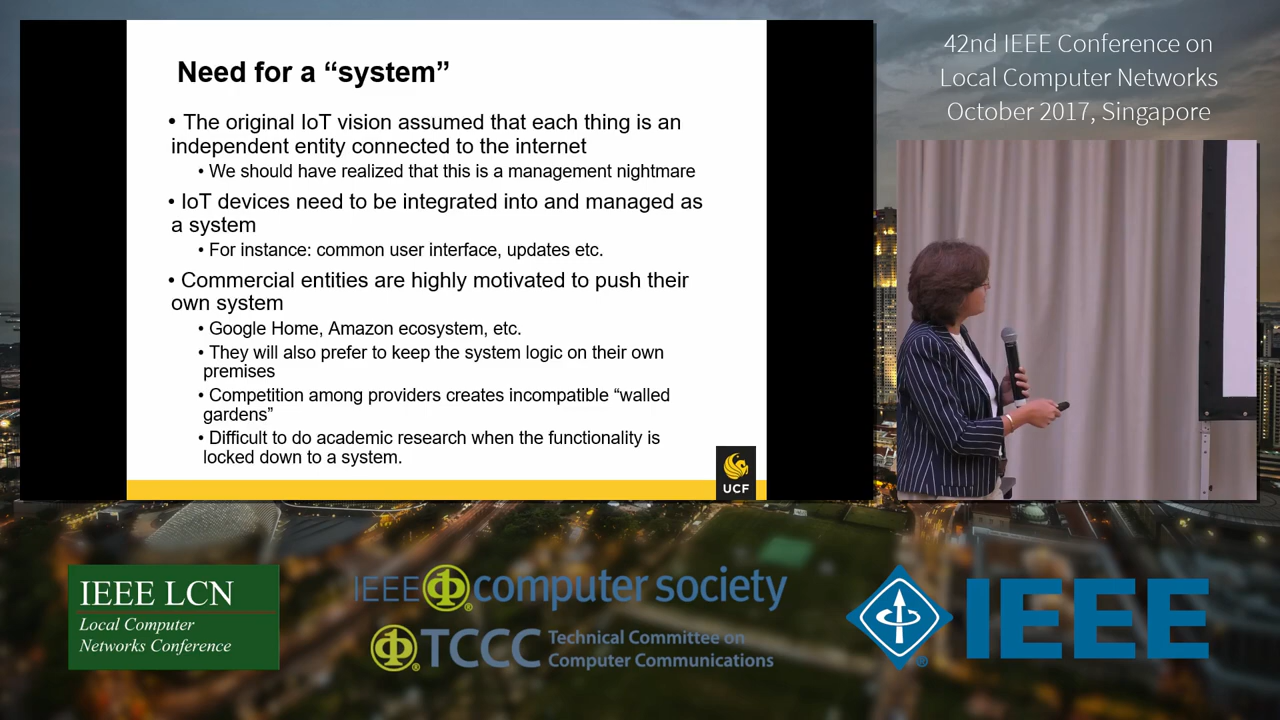 Need for a “system”
• The original IoT vision assumed that each thing is an
independent entity connected to the internet
• We should have realized that this is a management nightmare
• IoT devices need to be integrated into and managed as
a system
• For instance: common user interface, updates etc.
• Commercial entities are highly motivated to push their
own system
• Google Home, Amazon ecosystem, etc.
• They will also prefer to keep the system logic on their own
premises
• Competition among providers creates incompatible “walled
gardens”
• Difficult to do academic research when the functionality is
locked down to a system.
UCF
42nd IEEE Conference on
Local Computer Networks
October 2017, Singapore
IEEE LCN
Local Computer
Networks Conference
IEEE computer society
®
TCCC Technical Committee on
Computer Communications
®
IEEE
®